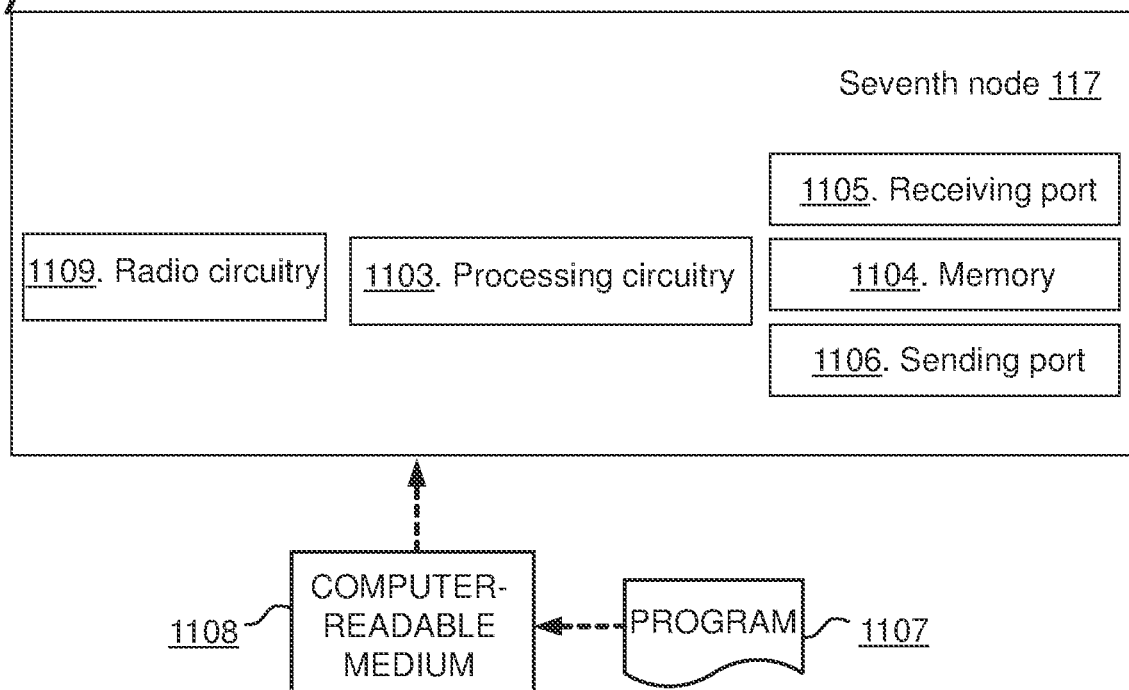 Seventh node 117
1105. Receiving port
1109. Radio circuitry
1103. Processing circuitry
1104. Memory
1106. Sending port
COMPUTER-
READABLE
MEDIUM
1108
PROGRAM
1107